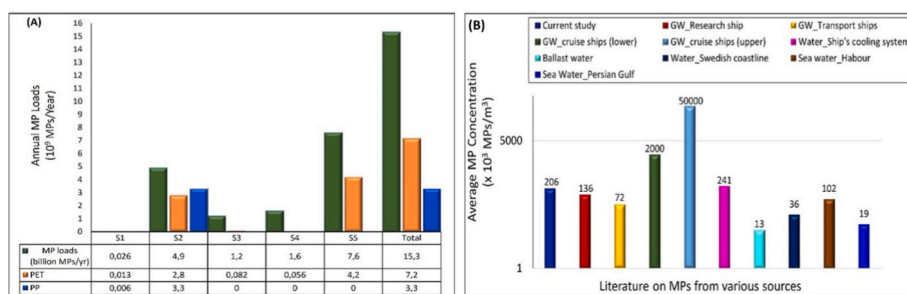 (A)
16
15
14
13
12
11
10
9
8
7
6
5
4
3
2
1
0
Annual MP Loads
(10⁹ MPs/Year)
S1 S2 S3 S4 S5 Total
MP loads (billion MPs/yr) 0,026 4,9 1,2 1,6 7,6 15,3
PET 0,013 2,8 0,082 0,056 4,2 7,2
PP 0,006 3,3 0 0 0 3,3
(B)
Current study GW_Research ship GW_Transport ships
GW_cruise ships (lower) GW_cruise ships (upper) Water_Ship's cooling system
Ballast water Water_Swedish coastline Sea water_Habour
Sea Water_Persian Gulf
Average MP Concentration
(x 10³ MPs/m³)
5000
1
206 136 72 2000 50000 241 13 36 102 19
Literature on MPs from various sources